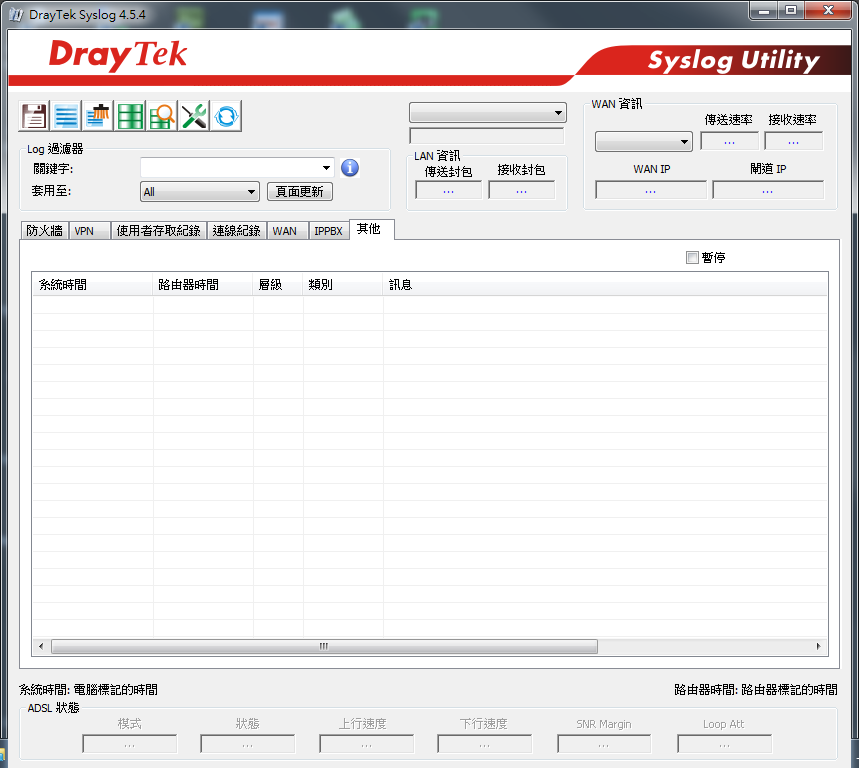 DrayTek Syslog 4.5.4
DrayTek
Syslog Utility
Log 過濾器
關鍵字:
套用至:
All
頁面更新
LAN 資訊
傳送封包
接收封包
...
...
WAN 資訊
傳送速率
接收速率
...
...
WAN IP
閘道 IP
...
...
防火牆
VPN
使用者存取紀錄
連線紀錄
WAN
IPPBX
其他
暫停
系統時間
路由器時間
層級
類別
訊息
系統時間: 電腦標記的時間
路由器時間: 路由器標記的時間
ADSL 狀態
模式
狀態
上行速度
下行速度
SNR Margin
Loop Att
...
...
...
...
...
...